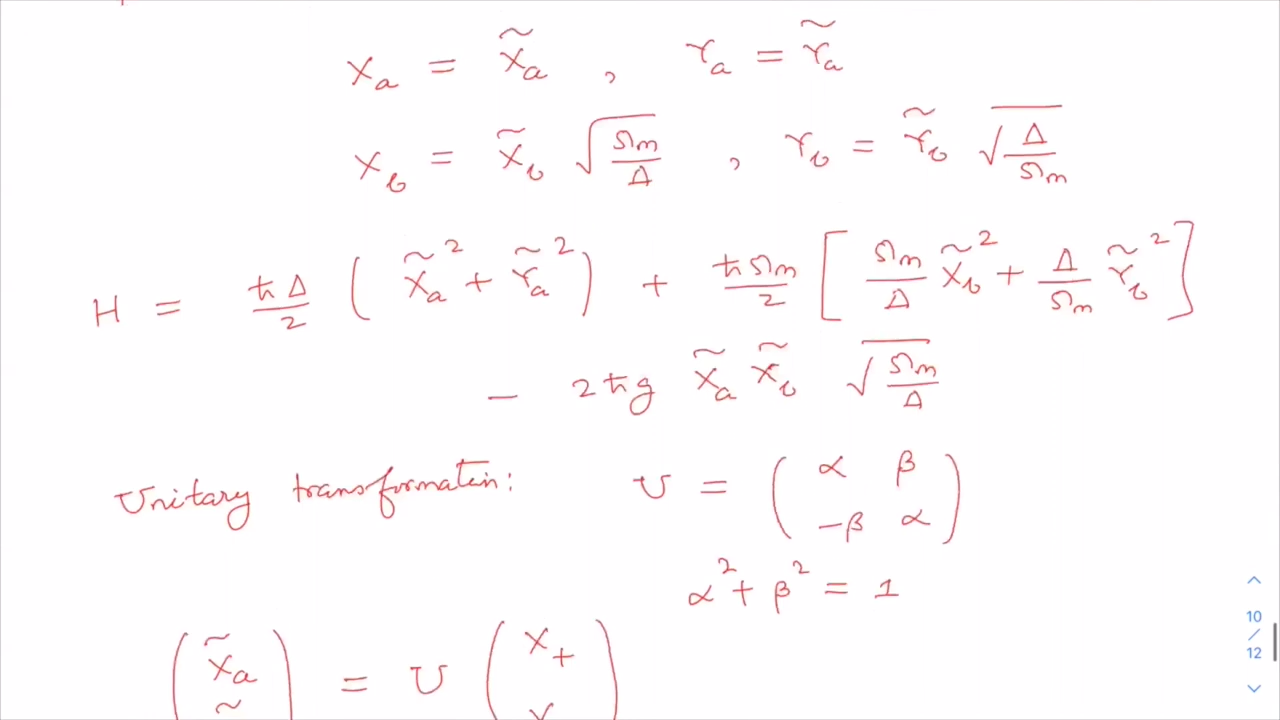 X_a = X̃_a , Y_a = Ỹ_a
X_b = X̃_b √(Ω_m/Δ) , Y_b = Ỹ_b √(Δ/Ω_m)
H = ħΔ/2 ( X̃_a² + Ỹ_a² ) + ħΩ_m/2 [ Ω_m/Δ X̃_b² + Δ/Ω_m Ỹ_b² ]
− 2ħg X̃_a X̃_b √(Ω_m/Δ)
Unitary transformation: U = ( α β
−β α )
α² + β² = 1
10
/
12
( X̃_a = U ( X_+